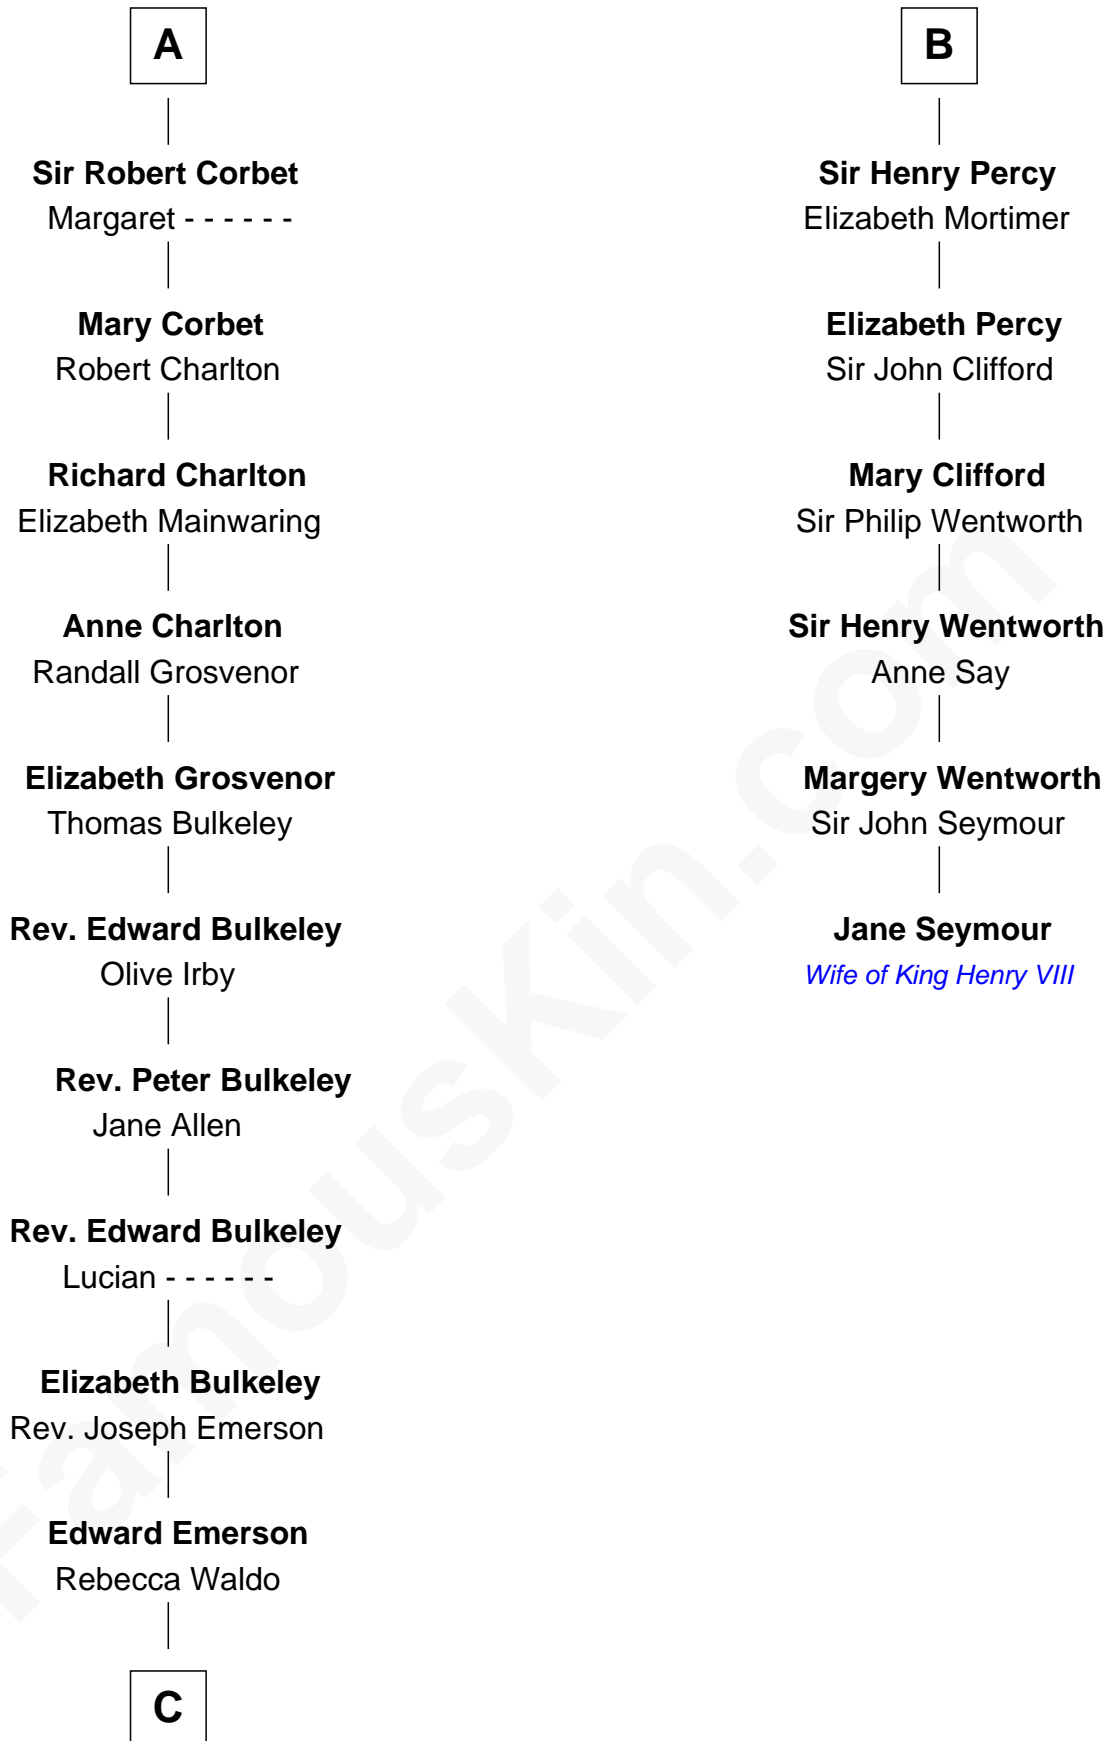 A
Sir Robert Corbet
Margaret - - - - - -
Mary Corbet
Robert Charlton
Richard Charlton
Elizabeth Mainwaring
Anne Charlton
Randall Grosvenor
Elizabeth Grosvenor
Thomas Bulkeley
Rev. Edward Bulkeley
Olive Irby
Rev. Peter Bulkeley
Jane Allen
Rev. Edward Bulkeley
Lucian - - - - - -
Elizabeth Bulkeley
Rev. Joseph Emerson
Edward Emerson
Rebecca Waldo
C
B
Sir Henry Percy
Elizabeth Mortimer
Elizabeth Percy
Sir John Clifford
Mary Clifford
Sir Philip Wentworth
Sir Henry Wentworth
Anne Say
Margery Wentworth
Sir John Seymour
Jane Seymour
Wife of King Henry VIII
FamousKin.com